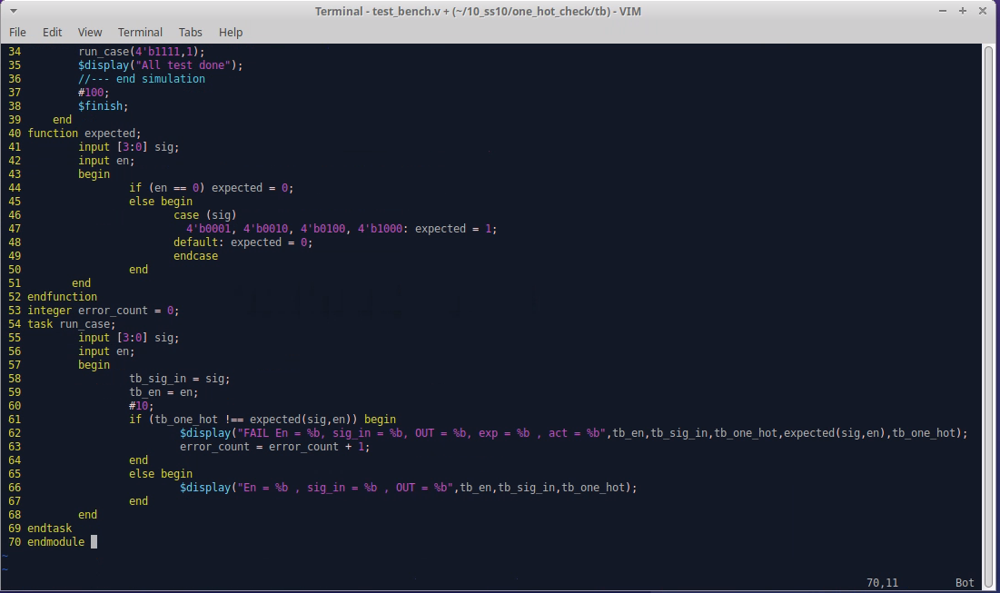 Terminal - test_bench.v + (~/10_ss10/one_hot_check/tb) - VIM
File Edit View Terminal Tabs Help
34         run_case(4'b1111,1);
35         $display("All test done");
36         //--- end simulation
37         #100;
38         $finish;
39     end
40 function expected;
41         input [3:0] sig;
42         input en;
43         begin
44                 if (en == 0) expected = 0;
45                 else begin
46                        case (sig)
47                          4'b0001, 4'b0010, 4'b0100, 4'b1000: expected = 1;
48                        default: expected = 0;
49                        endcase
50                 end
51        end
52 endfunction
53 integer error_count = 0;
54 task run_case;
55         input [3:0] sig;
56         input en;
57         begin
58                 tb_sig_in = sig;
59                 tb_en = en;
60                 #10;
61                 if (tb_one_hot !== expected(sig,en)) begin
62                         $display("FAIL En = %b, sig_in = %b, OUT = %b, exp = %b , act = %b",tb_en,tb_sig_in,tb_one_hot,expected(sig,en),tb_one_hot);
63                         error_count = error_count + 1;
64                 end
65                 else begin
66                         $display("En = %b , sig_in = %b , OUT = %b",tb_en,tb_sig_in,tb_one_hot);
67                 end
68         end
69 endtask
70 endmodule
~
~
70,11 Bot